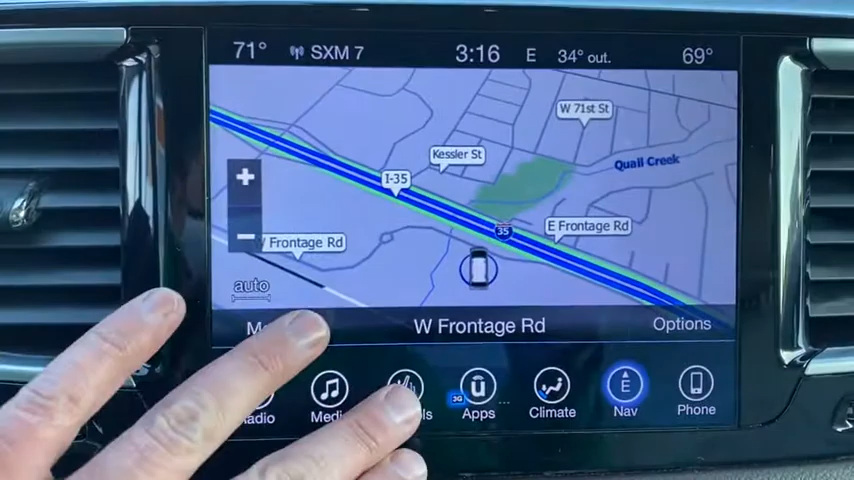 71° SXM 7 3:16 E 34° out. 69°
W 71st St
Kessler St
Quail Creek
I-35
+
35
E Frontage Rd
W Frontage Rd
−
auto
W Frontage Rd Options
3G
E
Apps Climate Nav Phone